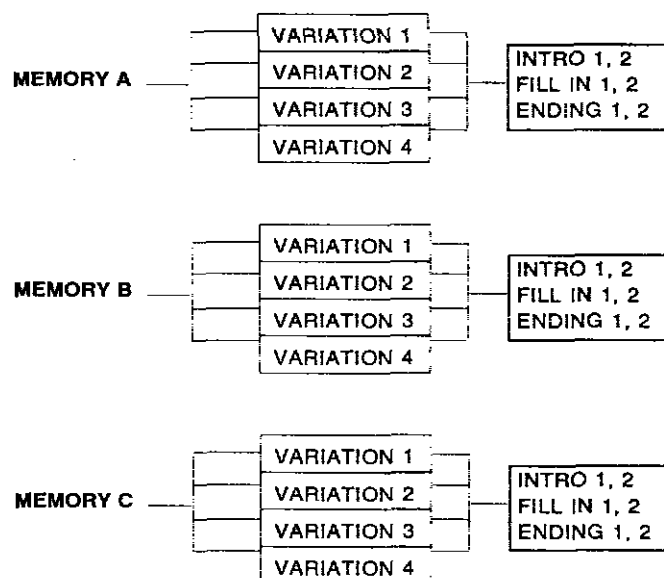 MEMORY A
VARIATION 1
VARIATION 2
VARIATION 3
VARIATION 4
INTRO 1, 2
FILL IN 1, 2
ENDING 1, 2
MEMORY B
VARIATION 1
VARIATION 2
VARIATION 3
VARIATION 4
INTRO 1, 2
FILL IN 1, 2
ENDING 1, 2
MEMORY C
VARIATION 1
VARIATION 2
VARIATION 3
VARIATION 4
INTRO 1, 2
FILL IN 1, 2
ENDING 1, 2